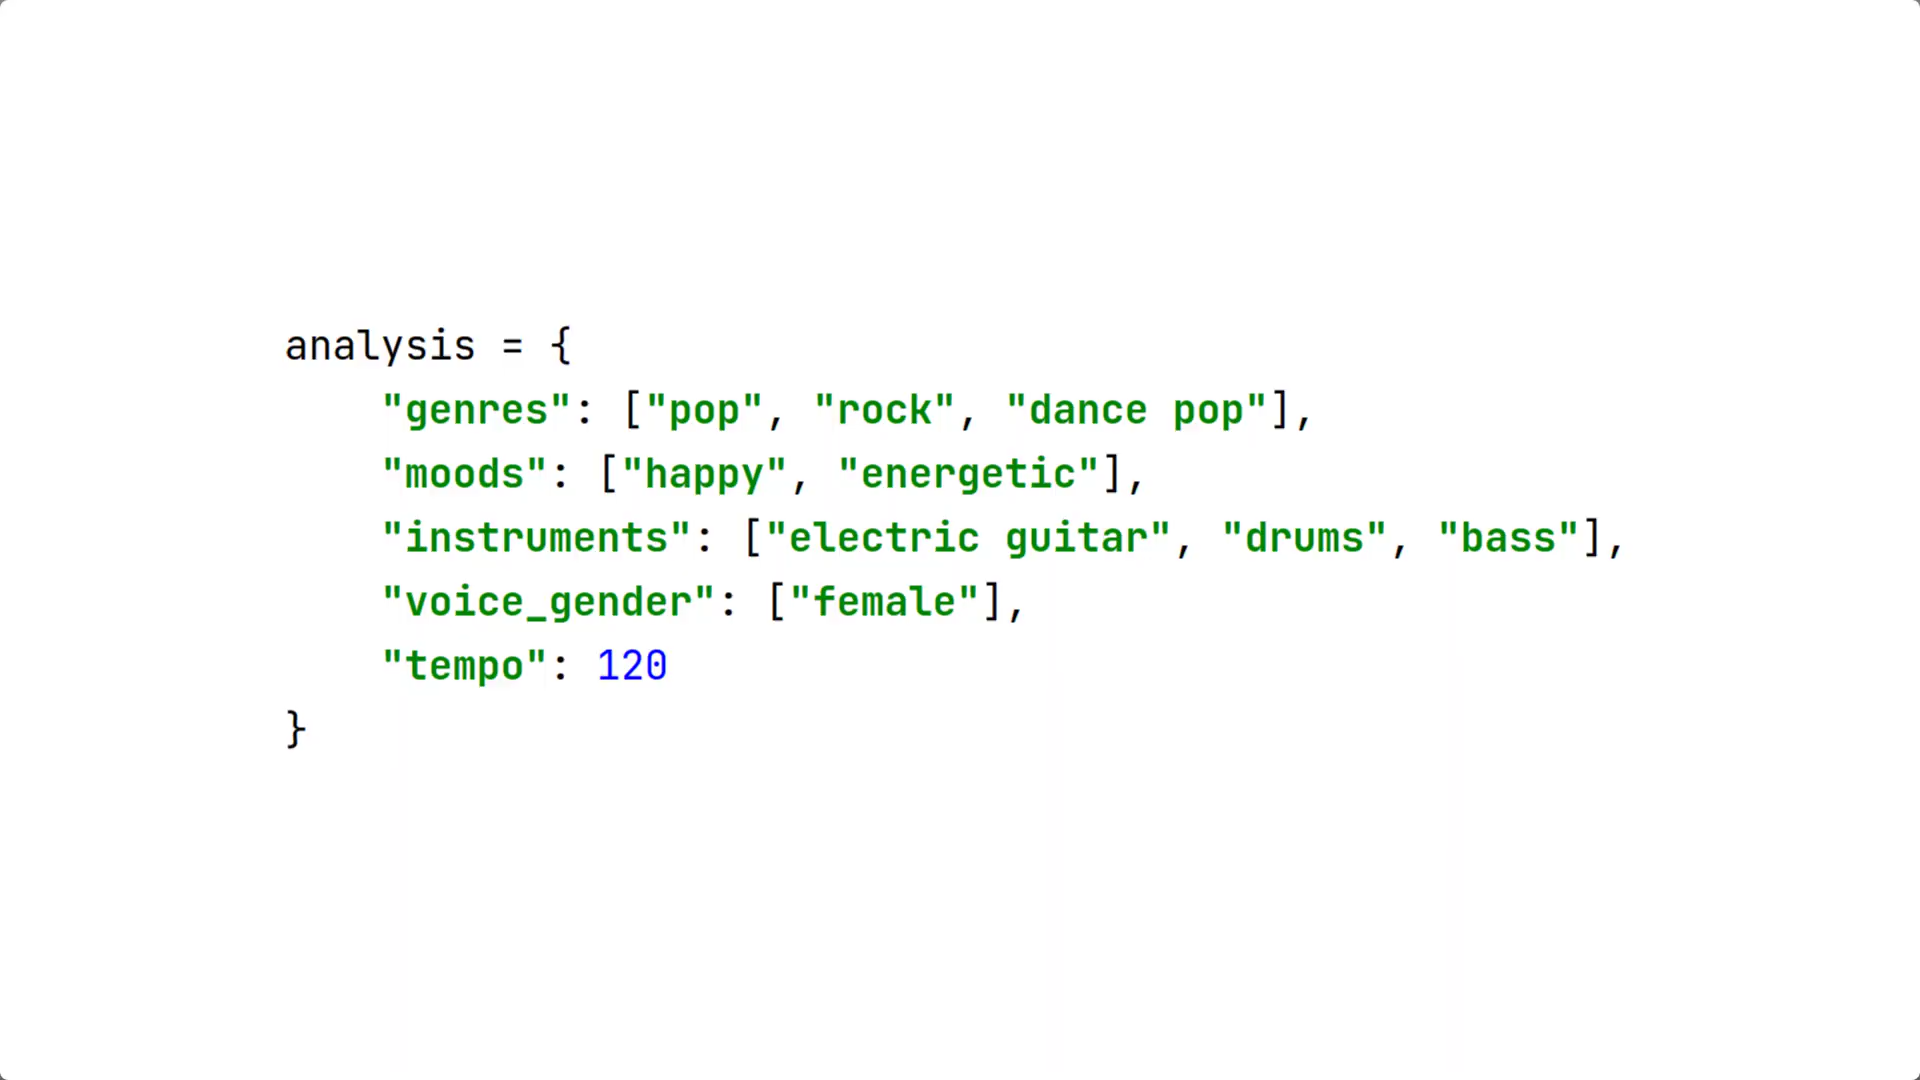 analysis = {
    "genres": ["pop", "rock", "dance pop"],
    "moods": ["happy", "energetic"],
    "instruments": ["electric guitar", "drums", "bass"],
    "voice_gender": ["female"],
    "tempo": 120
}